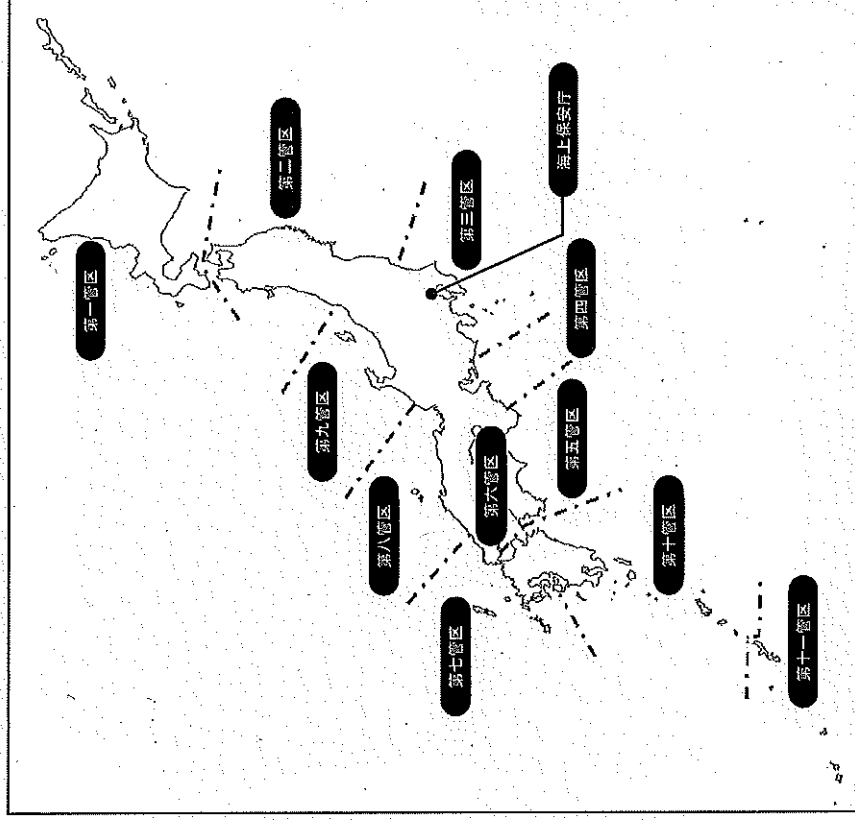 第一管区
第二管区
第三管区
海上保安庁
第四管区
第五管区
第六管区
第九管区
第八管区
第七管区
第十管区
第十一管区